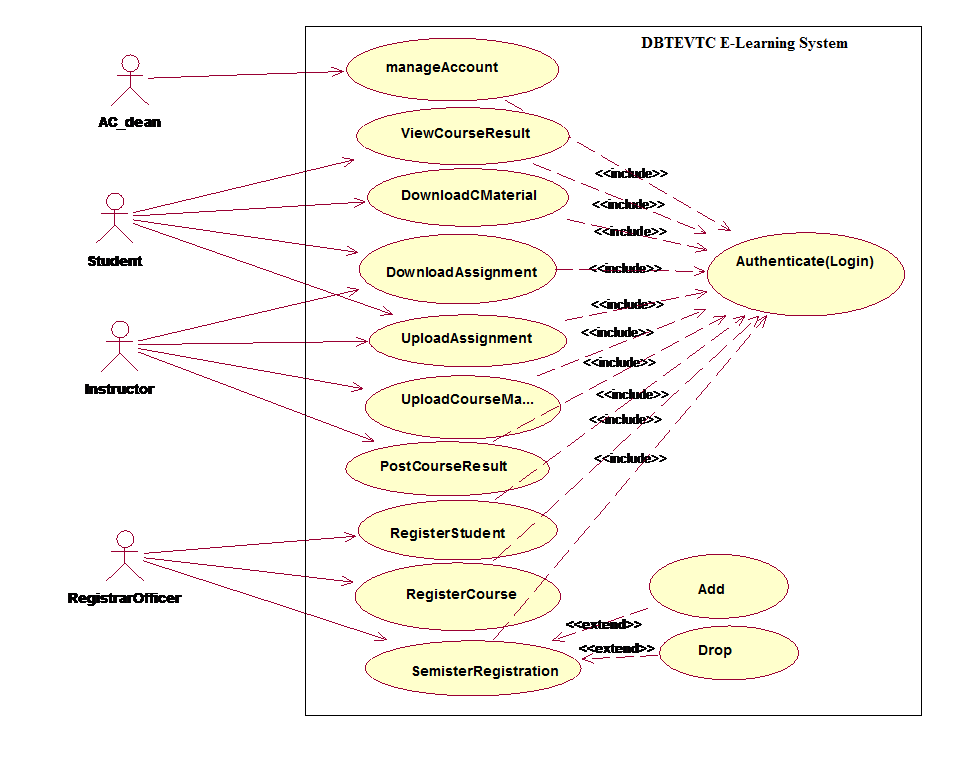 DBTEVTC E-Learning System
manageAccount
AC_dean
ViewCourseResult
<<include>>
DownloadCMaterial
<<include>>
<<include>>
Student
Authenticate(Login)
DownloadAssignment
<<include>>
<<include>>
UploadAssignment
<<include>>
<<include>>
Instructor
UploadCourseMa...
<<include>>
<<include>>
PostCourseResult
<<include>>
RegisterStudent
RegistrarOfficer
RegisterCourse
Add
<<extend>>
<<extend>>
Drop
SemisterRegistration